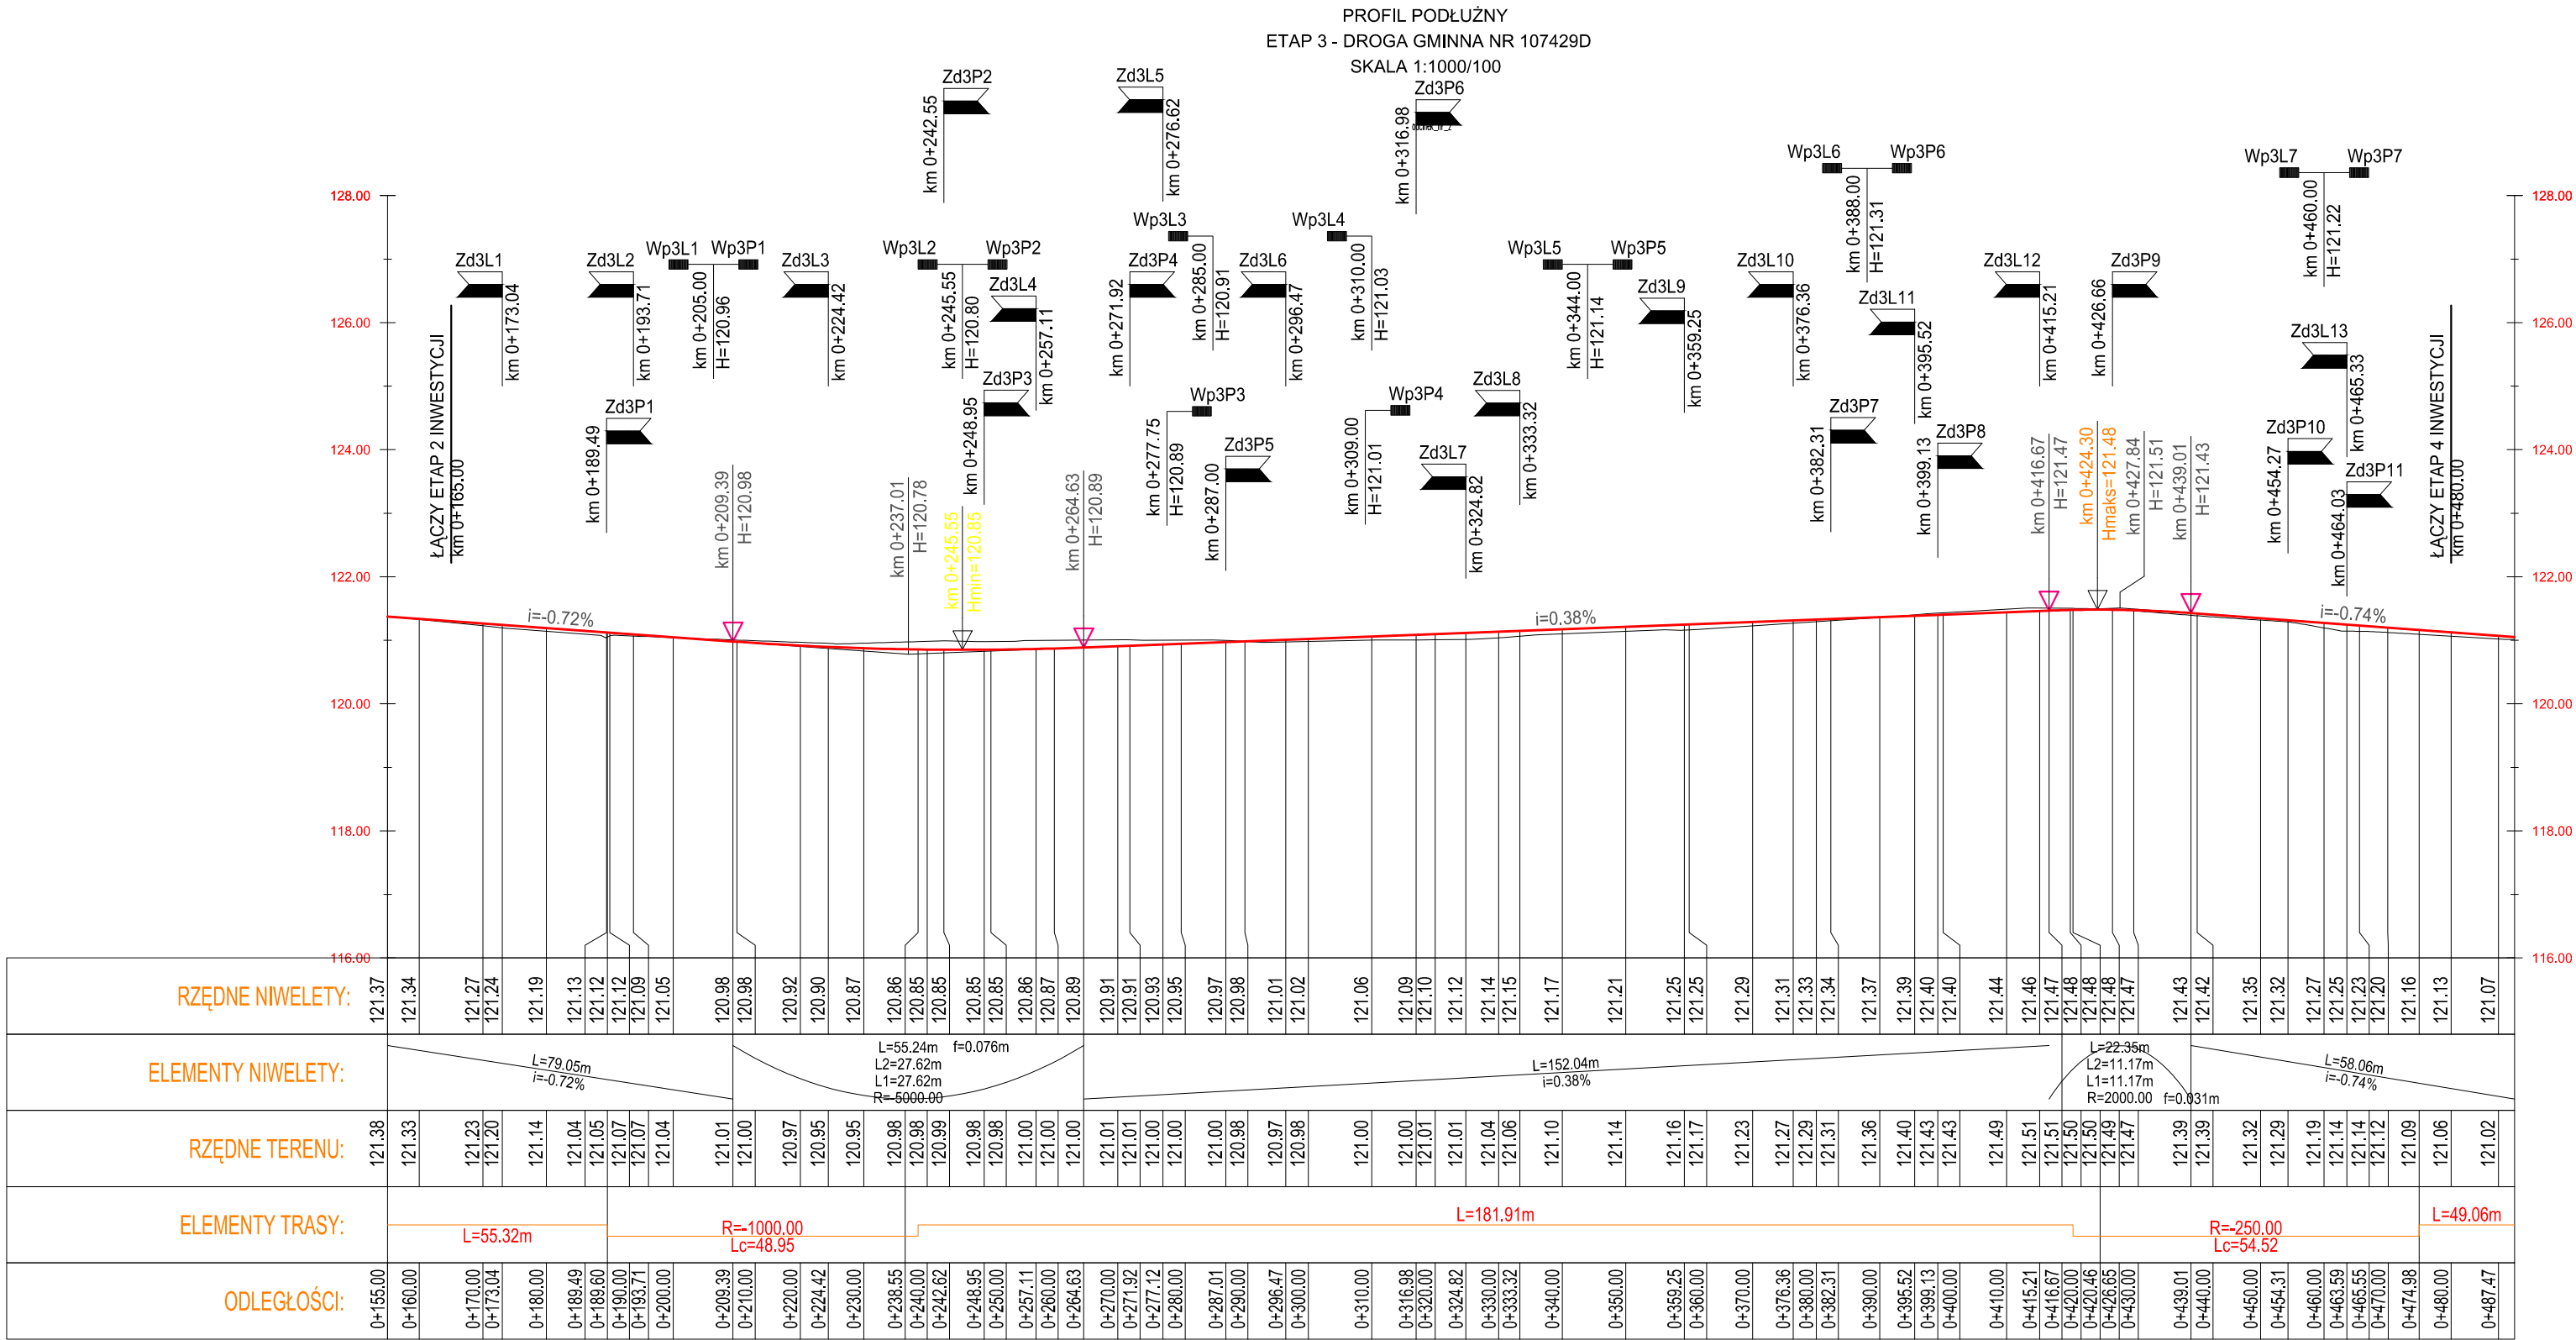 PROFIL PODŁUŻNY
ETAP 3 - DROGA GMINNA NR 107429D
SKALA 1:1000/100
128.00
126.00
124.00
122.00
120.00
118.00
116.00
128.00
126.00
124.00
122.00
120.00
118.00
116.00
ŁĄCZY ETAP 2 INWESTYCJI
km 0+165.00
Zd3L1
km 0+173.04
Zd3P1
km 0+189.49
Zd3L2
km 0+193.71
Wp3L1 Wp3P1
km 0+205.00
H=120.96
km 0+209.39
H=120.98
Zd3L3
km 0+224.42
km 0+237.01
H=120.78
Zd3P2
km 0+242.55
Wp3L2 Wp3P2
km 0+245.55
H=120.80
km 0+245.55
Hmin=120.85
Zd3P3
km 0+248.95
Zd3L4
km 0+257.11
km 0+264.63
H=120.89
Zd3P4
km 0+271.92
Zd3L5
km 0+276.62
Wp3P3
km 0+277.75
H=120.89
Wp3L3
km 0+285.00
H=120.91
Zd3P5
km 0+287.00
Zd3L6
km 0+296.47
Wp3P4
km 0+309.00
H=121.01
Wp3L4
km 0+310.00
H=121.03
Zd3P6
km 0+316.98
Zd3L7
km 0+324.82
Zd3L8
km 0+333.32
Wp3L5 Wp3P5
km 0+344.00
H=121.14
Zd3L9
km 0+359.25
Zd3L10
km 0+376.36
Zd3P7
km 0+382.31
Wp3L6 Wp3P6
km 0+388.00
H=121.31
Zd3L11
km 0+395.52
Zd3P8
km 0+399.13
Zd3L12
km 0+415.21
km 0+416.67
H=121.47
km 0+424.30
Hmaks=121.48
Zd3P9
km 0+426.66
km 0+427.84
H=121.51
km 0+439.01
H=121.43
Zd3P10
km 0+454.27
Wp3L7 Wp3P7
km 0+460.00
H=121.22
Zd3P11
km 0+464.03
Zd3L13
km 0+465.33
ŁĄCZY ETAP 4 INWESTYCJI
km 0+480.00
i=-0.72% i=0.38% i=-0.74%
RZĘDNE NIWELETY: 121.37 121.34 121.27 121.24 121.19 121.13 121.12 121.12 121.09 121.05 120.98 120.98 120.92 120.90 120.87 120.86 120.85 120.85 120.85 120.85 120.86 120.87 120.89 120.91 120.91 120.93 120.95 120.97 120.98 121.01 121.02 121.06 121.09 121.10 121.12 121.14 121.15 121.17 121.21 121.25 121.25 121.29 121.31 121.33 121.34 121.37 121.39 121.40 121.40 121.44 121.46 121.47 121.48 121.48 121.48 121.47 121.43 121.42 121.35 121.32 121.27 121.25 121.23 121.20 121.16 121.13 121.07
ELEMENTY NIWELETY:
L=79.05m
i=-0.72%
L=55.24m f=0.076m
L2=27.62m
L1=27.62m
R=-5000.00
L=152.04m
i=0.38%
L=22.35m
L2=11.17m
L1=11.17m
R=2000.00 f=0.031m
L=58.06m
i=-0.74%
RZĘDNE TERENU: 121.38 121.33 121.23 121.20 121.14 121.04 121.05 121.07 121.07 121.04 121.01 121.00 120.97 120.95 120.95 120.98 120.98 120.99 120.98 120.98 121.00 121.00 121.00 121.01 121.01 121.00 121.00 121.00 120.98 120.97 120.98 121.00 121.00 121.01 121.01 121.04 121.06 121.10 121.14 121.16 121.17 121.23 121.27 121.29 121.31 121.36 121.40 121.43 121.43 121.49 121.51 121.51 121.50 121.50 121.49 121.47 121.39 121.39 121.32 121.29 121.19 121.14 121.14 121.12 121.09 121.06 121.02
ELEMENTY TRASY:
L=55.32m
R=-1000.00
Lc=48.95
L=181.91m
R=-250.00
Lc=54.52
L=49.06m
ODLEGŁOŚCI: 0+155.00 0+160.00 0+170.00 0+173.04 0+180.00 0+189.49 0+189.60 0+190.00 0+193.71 0+200.00 0+209.39 0+210.00 0+220.00 0+224.42 0+230.00 0+238.55 0+240.00 0+242.62 0+248.95 0+250.00 0+257.11 0+260.00 0+264.63 0+270.00 0+271.92 0+277.12 0+280.00 0+287.01 0+290.00 0+296.47 0+300.00 0+310.00 0+316.98 0+320.00 0+324.82 0+330.00 0+333.32 0+340.00 0+350.00 0+359.25 0+360.00 0+370.00 0+376.36 0+380.00 0+382.31 0+390.00 0+395.52 0+399.13 0+400.00 0+410.00 0+415.21 0+416.67 0+420.00 0+420.46 0+426.65 0+430.00 0+439.01 0+440.00 0+450.00 0+454.31 0+460.00 0+463.59 0+465.55 0+470.00 0+474.98 0+480.00 0+487.47